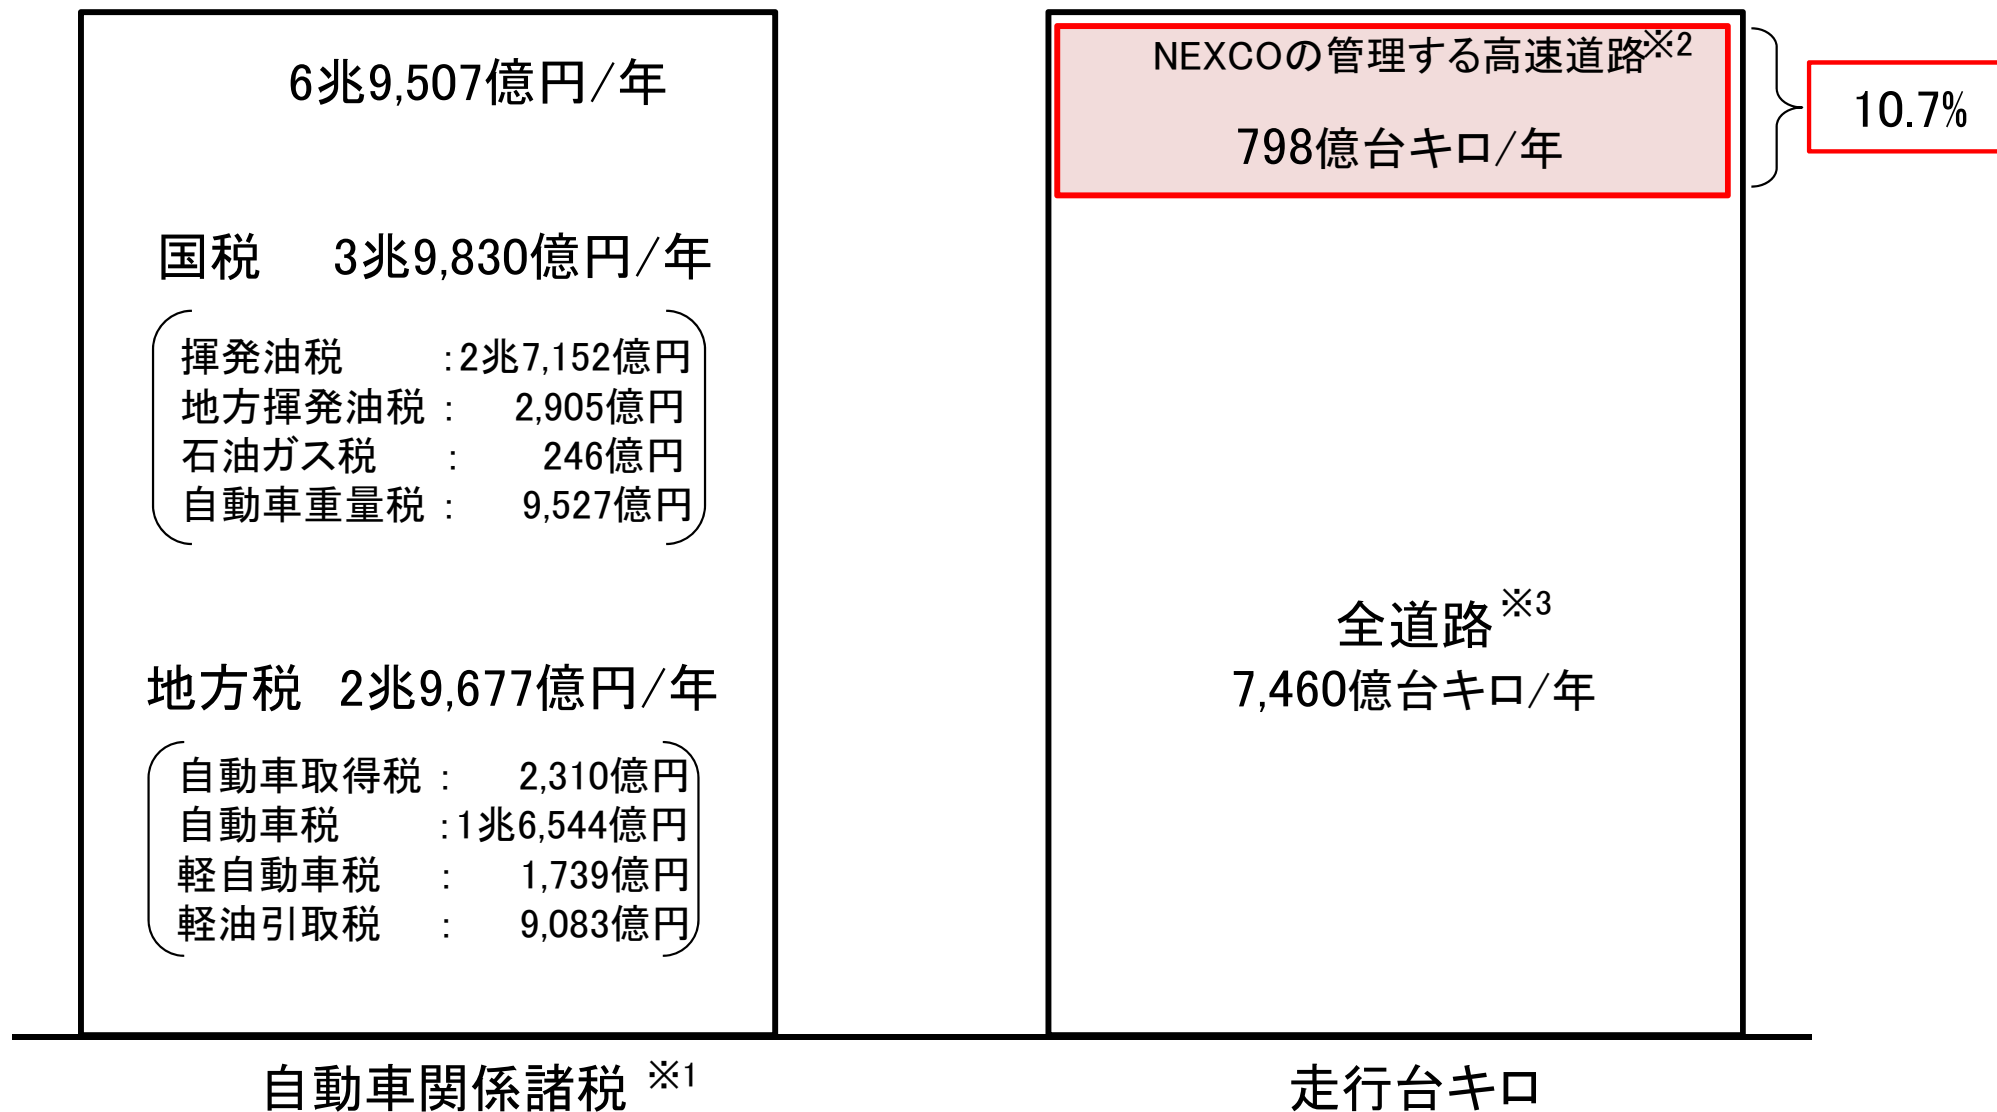 6兆9,507億円/年
国税 3兆9,830億円/年
揮発油税 :2兆7,152億円
地方揮発油税 : 2,905億円
石油ガス税 : 246億円
自動車重量税 : 9,527億円
地方税 2兆9,677億円/年
自動車取得税 : 2,310億円
自動車税 :1兆6,544億円
軽自動車税 : 1,739億円
軽油引取税 : 9,083億円
自動車関係諸税 ※1
NEXCOの管理する高速道路※2
798億台キロ/年
10.7%
全道路※3
7,460億台キロ/年
走行台キロ